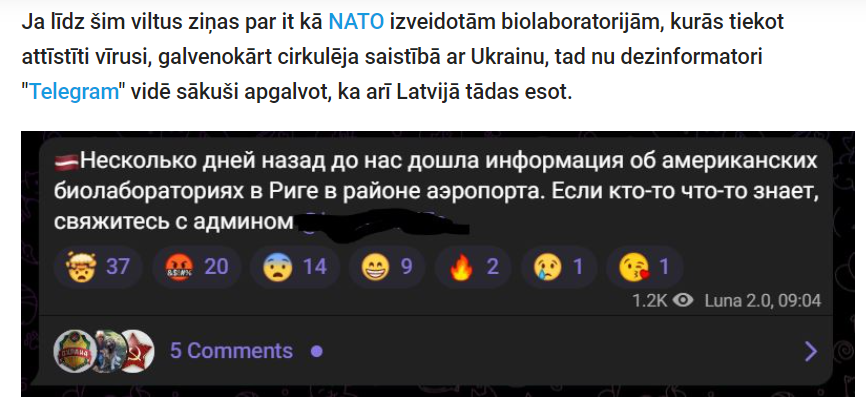 Ja līdz šim viltus ziņas par it kā NATO izveidotām biolaboratorijām, kurās tiekot
attīstīti vīrusi, galvenokārt cirkulēja saistībā ar Ukrainu, tad nu dezinformatori
"Telegram" vidē sākuši apgalvot, ka arī Latvijā tādas esot.
Несколько дней назад до нас дошла информация об американских
биолабораториях в Риге в районе аэропорта. Если кто-то что-то знает,
свяжитесь с админом
37 20 14 9 2 1 1
1.2K Luna 2.0, 09:04
5 Comments